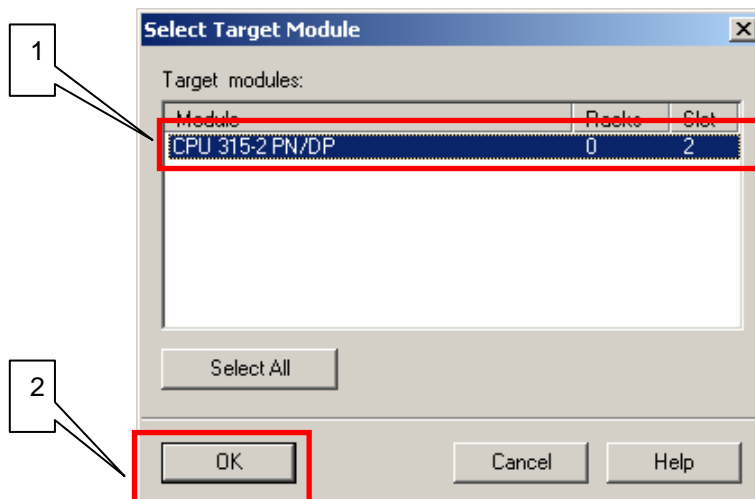 1
Select Target Module
Target modules:
Module Racks Slot
CPU 315-2 PN/DP 0 2
Select All
2
OK Cancel Help